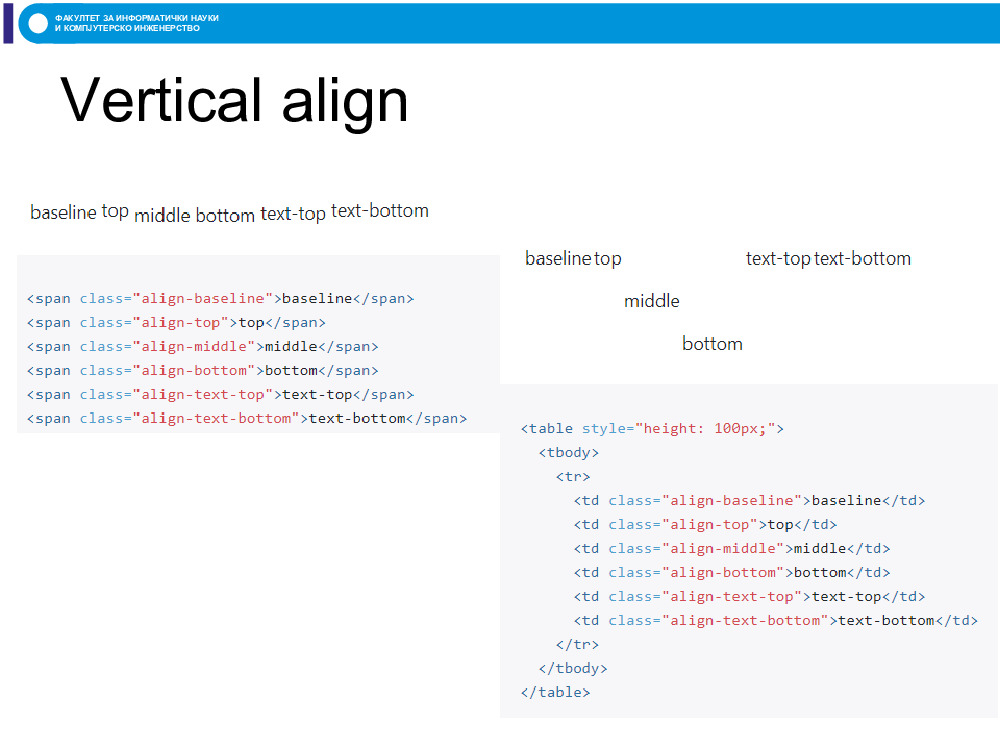 ФАКУЛТЕТ ЗА ИНФОРМАТИЧКИ НАУКИ
И КОМПЈУТЕРСКО ИНЖЕНЕРСТВО
Vertical align
baseline top middle bottom text-top text-bottom
<span class="align-baseline">baseline</span>
<span class="align-top">top</span>
<span class="align-middle">middle</span>
<span class="align-bottom">bottom</span>
<span class="align-text-top">text-top</span>
<span class="align-text-bottom">text-bottom</span>
baseline top text-top text-bottom
middle
bottom
<table style="height: 100px;">
  <tbody>
    <tr>
      <td class="align-baseline">baseline</td>
      <td class="align-top">top</td>
      <td class="align-middle">middle</td>
      <td class="align-bottom">bottom</td>
      <td class="align-text-top">text-top</td>
      <td class="align-text-bottom">text-bottom</td>
    </tr>
  </tbody>
</table>